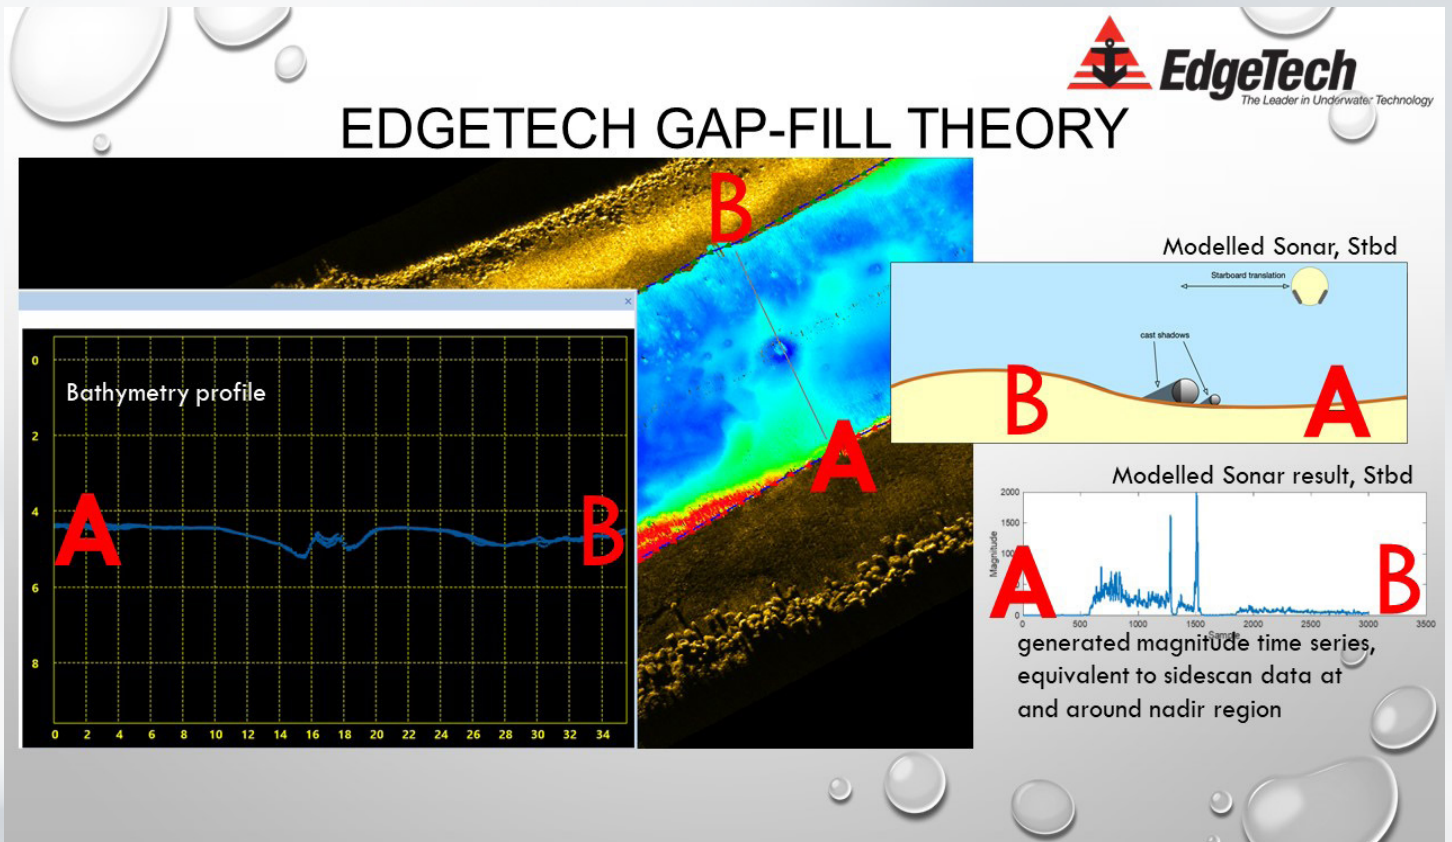 EdgeTech
The Leader in Underwater Technology
EDGETECH GAP-FILL THEORY
B
A
×
Bathymetry profile
0
2
4
6
8
A
B
0 2 4 6 8 10 12 14 16 18 20 22 24 26 28 30 32 34
Modelled Sonar, Stbd
Starboard translation
cast shadows
B
A
Modelled Sonar result, Stbd
2000
1500
0
Magnitude
A
B
0 500 1000 1500 2000 2500 3000 3500
Sample
generated magnitude time series,
equivalent to sidescan data at
and around nadir region